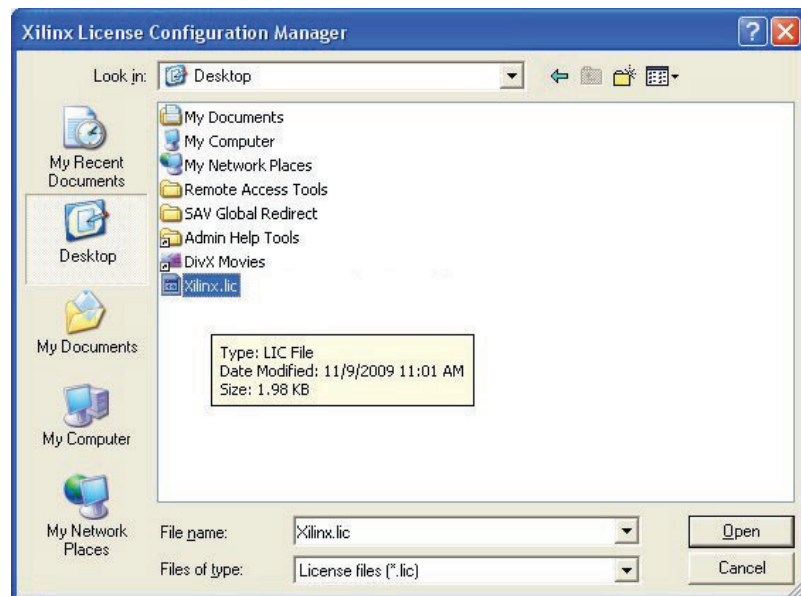 Xilinx License Configuration Manager
Look in:
Desktop
My Recent
Documents
Desktop
My Documents
My Computer
My Network
Places
My Documents
My Computer
My Network Places
Remote Access Tools
SAV Global Redirect
Admin Help Tools
DivX Movies
Xilinx.lic
Type: LIC File
Date Modified: 11/9/2009 11:01 AM
Size: 1.98 KB
File name:
Xilinx.lic
Open
Files of type:
License files (*.lic)
Cancel